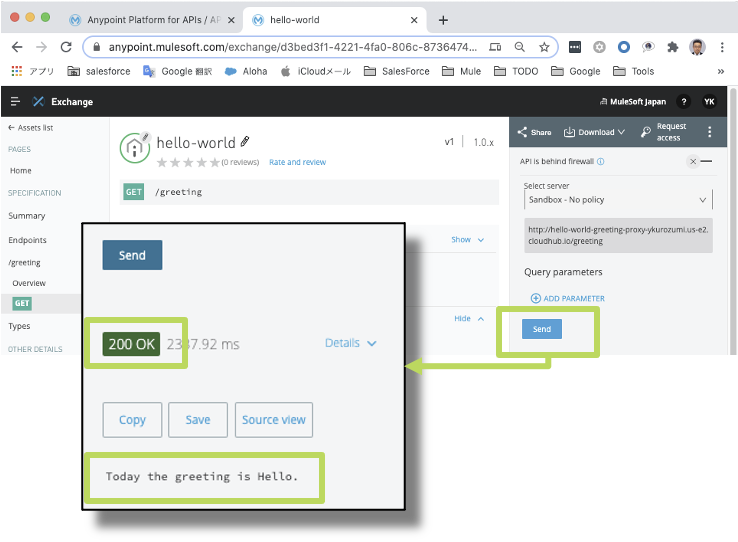 Anypoint Platform for APIs / AP
hello-world
anypoint.mulesoft.com/exchange/d3bed3f1-4221-4fa0-806c-8736474...
アプリ
salesforce
Google 翻訳
Aloha
iCloudメール
SalesForce
Mule
TODO
Google
Tools
»
Exchange
MuleSoft Japan
?
YK
← Assets list
PAGES
Home
SPECIFICATION
Summary
Endpoints
/greeting
Overview
GET
Types
OTHER DETAILS
hello-world
v1
1.0.x
(0 reviews)
Rate and review
GET /greeting
Show
Hide
Share
Download
Request
access
API is behind firewall
Select server
Sandbox - No policy
http://hello-world-greeting-proxy-ykurozumi.us-e2.
cloudhub.io/greeting
Query parameters
ADD PARAMETER
Send
Send
200 OK
2337.92 ms
Details
Copy
Save
Source view
Today the greeting is Hello.